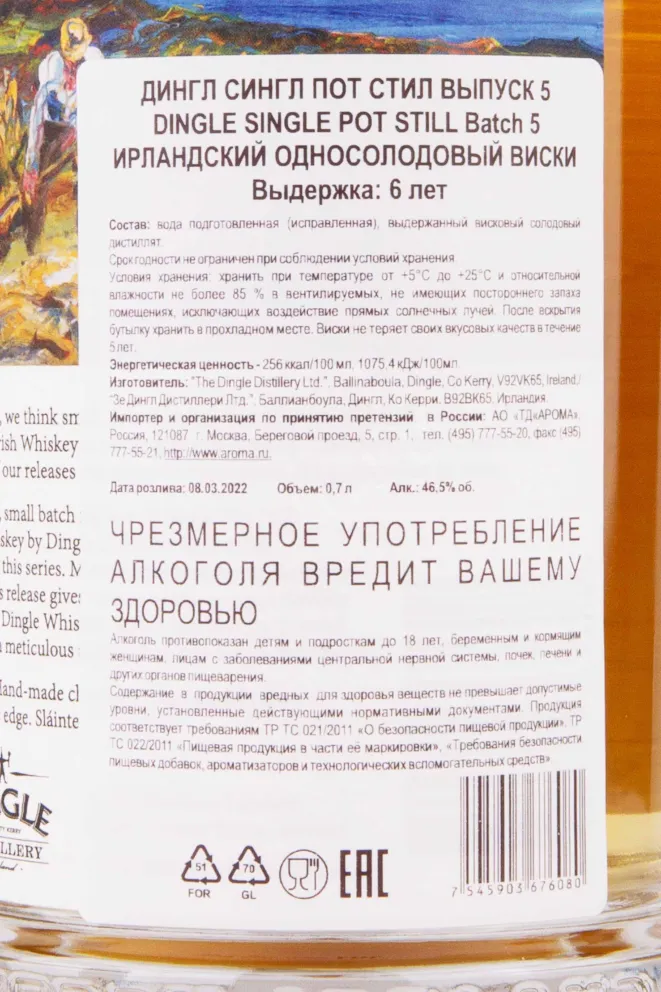 ДИНГЛ СИНГЛ ПОТ СТИЛ ВЫПУСК 5
DINGLE SINGLE POT STILL Batch 5
ИРЛАНДСКИЙ ОДНОСОЛОДОВЫЙ ВИСКИ
Выдержка: 6 лет
Состав: вода подготовленная (исправленная), выдержанный висковый солодовый
дистиллят.
Срок годности не ограничен при соблюдении условий хранения
Условия хранения: хранить при температуре от +5°С до +25°С и относительной
влажности не более 85 % в вентилируемых, не имеющих постороннего запаха
помещениях, исключающих воздействие прямых солнечных лучей. После вскрытия
бутылку хранить в прохладном месте. Виски не теряет своих вкусовых качеств в течение
5 лет.
Энергетическая ценность - 256 ккал/100 мл, 1075,4 кДж/100мл
Изготовитель: "The Dingle Distillery Ltd.", Ballinaboula, Dingle, Co Kerry, V92VK65, Ireland/
"Зе Дингл Дистиллери Лтд.", Баллианбоула, Дингл, Ко Керри, В92ВК65, Ирландия.
Импортер и организация по принятию претензий в России: АО «ТД«АРОМА»,
Россия, 121087 г. Москва, Береговой проезд, 5, стр. 1, тел. (495) 777-55-20, факс (495)
777-55-21, http://www.aroma.ru.
Дата розлива: 08.03.2022 Объем: 0,7 л Алк.: 46,5% об.
ЧРЕЗМЕРНОЕ УПОТРЕБЛЕНИЕ
АЛКОГОЛЯ ВРЕДИТ ВАШЕМУ
ЗДОРОВЬЮ
Алкоголь противопоказан детям и подросткам до 18 лет, беременным и кормящим
женщинам, лицам с заболеваниями центральной нервной системы, почек, печени и
других органов пищеварения.
Содержание в продукции вредных для здоровья веществ не превышает допустимые
уровни, установленные действующими нормативными документами. Продукция
соответствует требованиям ТР ТС 021/2011 «О безопасности пищевой продукции», ТР
ТС 022/2011 «Пищевая продукция в части её маркировки», «Требования безопасности
пищевых добавок, ароматизаторов и технологических вспомогательных средств»
51
FOR
70
GL
EAC
7 545903 676080
we think
Whiskey
our releases
small batch
by Ding
this series.
release gives
Dingle Whis
meticulous
Hand-made
edge. Sláinte